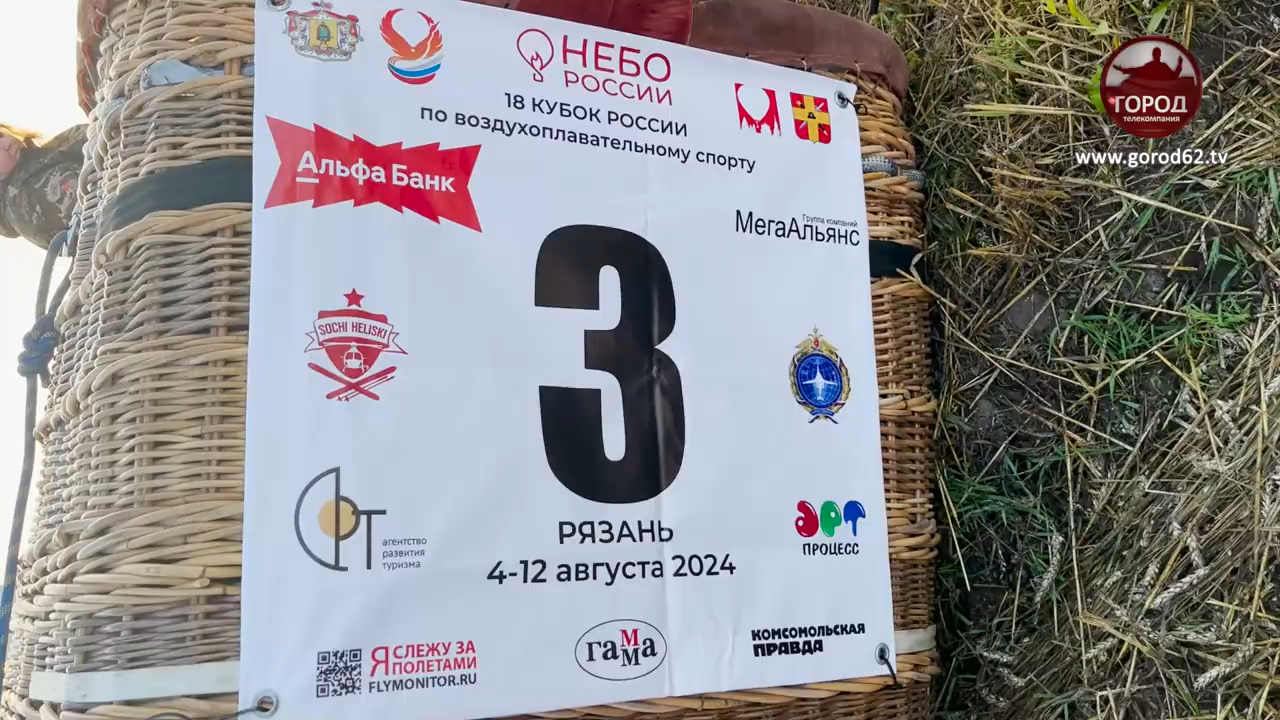 НЕБО
РОССИИ
18 КУБОК РОССИИ
по воздухоплавательному спорту
ГОРОД
телекомпания
www.gorod62.tv
Альфа Банк
Группа компаний
МегаАльянс
SOCHI HELISKI
3
агентство
развития
туризма
АРТ
ПРОЦЕСС
РЯЗАНЬ
4-12 августа 2024
Я СЛЕЖУ ЗА
ПОЛЕТАМИ
FLYMONITOR.RU
гаММа
КОМСОМОЛЬСКАЯ
ПРАВДА